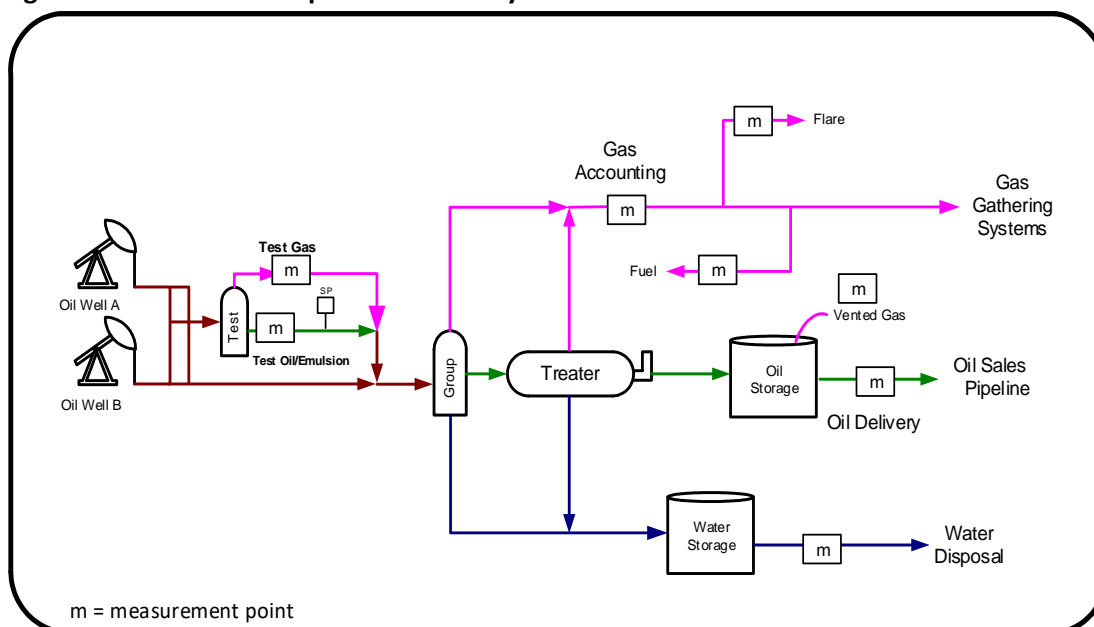 Flare
Gas
Accounting
m
m
Gas
Gathering
Systems
Fuel
m
Test Gas
m
SP
Oil Well A
Test
m
Test Oil/Emulsion
Oil Well B
Group
Treater
m
Vented Gas
Oil
Storage
m
Oil Sales
Pipeline
Oil Delivery
Water
Storage
m
Water
Disposal
m = measurement point